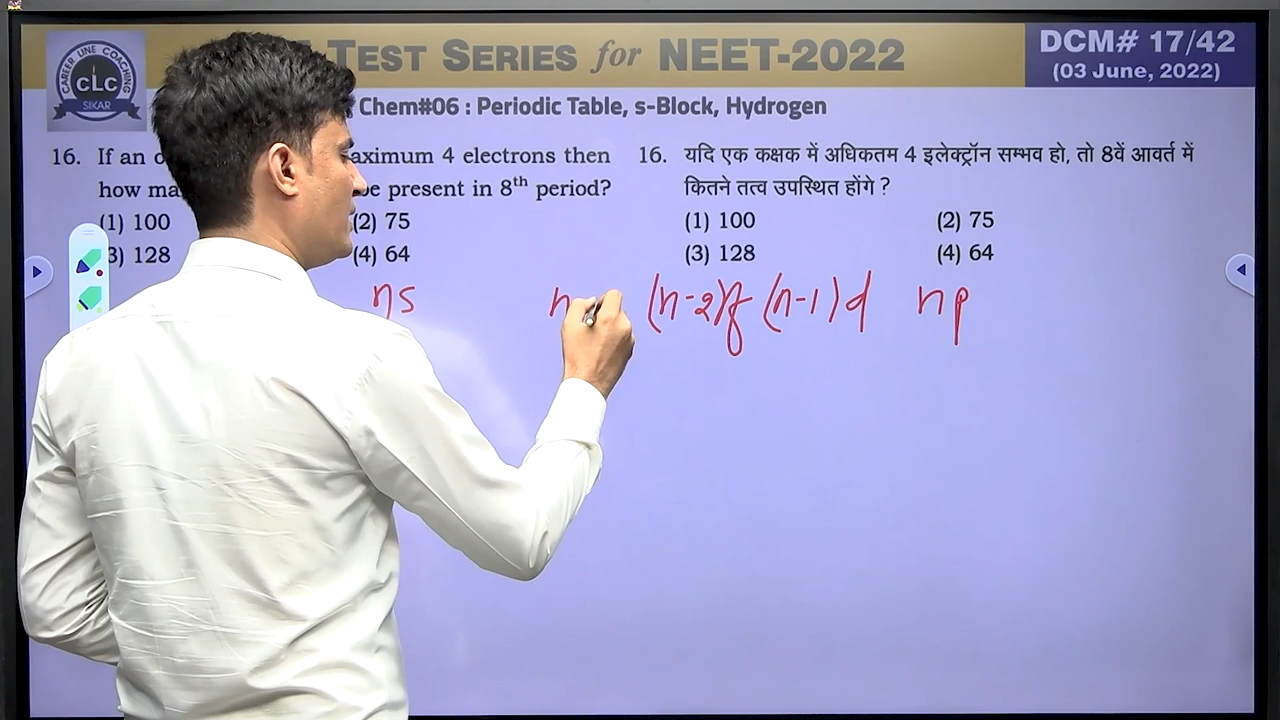 CAREER LINE COACHING
CLC
SIKAR
TEST SERIES for NEET-2022
DCM# 17/42
(03 June, 2022)
Chem#06 : Periodic Table, s-Block, Hydrogen
16. If an aximum 4 electrons then
how be present in 8th period?
(1) 100 (2) 75
3) 128 (4) 64
16. यदि एक कक्षक में अधिकतम 4 इलेक्ट्रॉन सम्भव हो, तो 8वें आवर्त में
कितने तत्व उपस्थित होंगे ?
(1) 100 (2) 75
(3) 128 (4) 64
ns n (n-2)f (n-1)d np